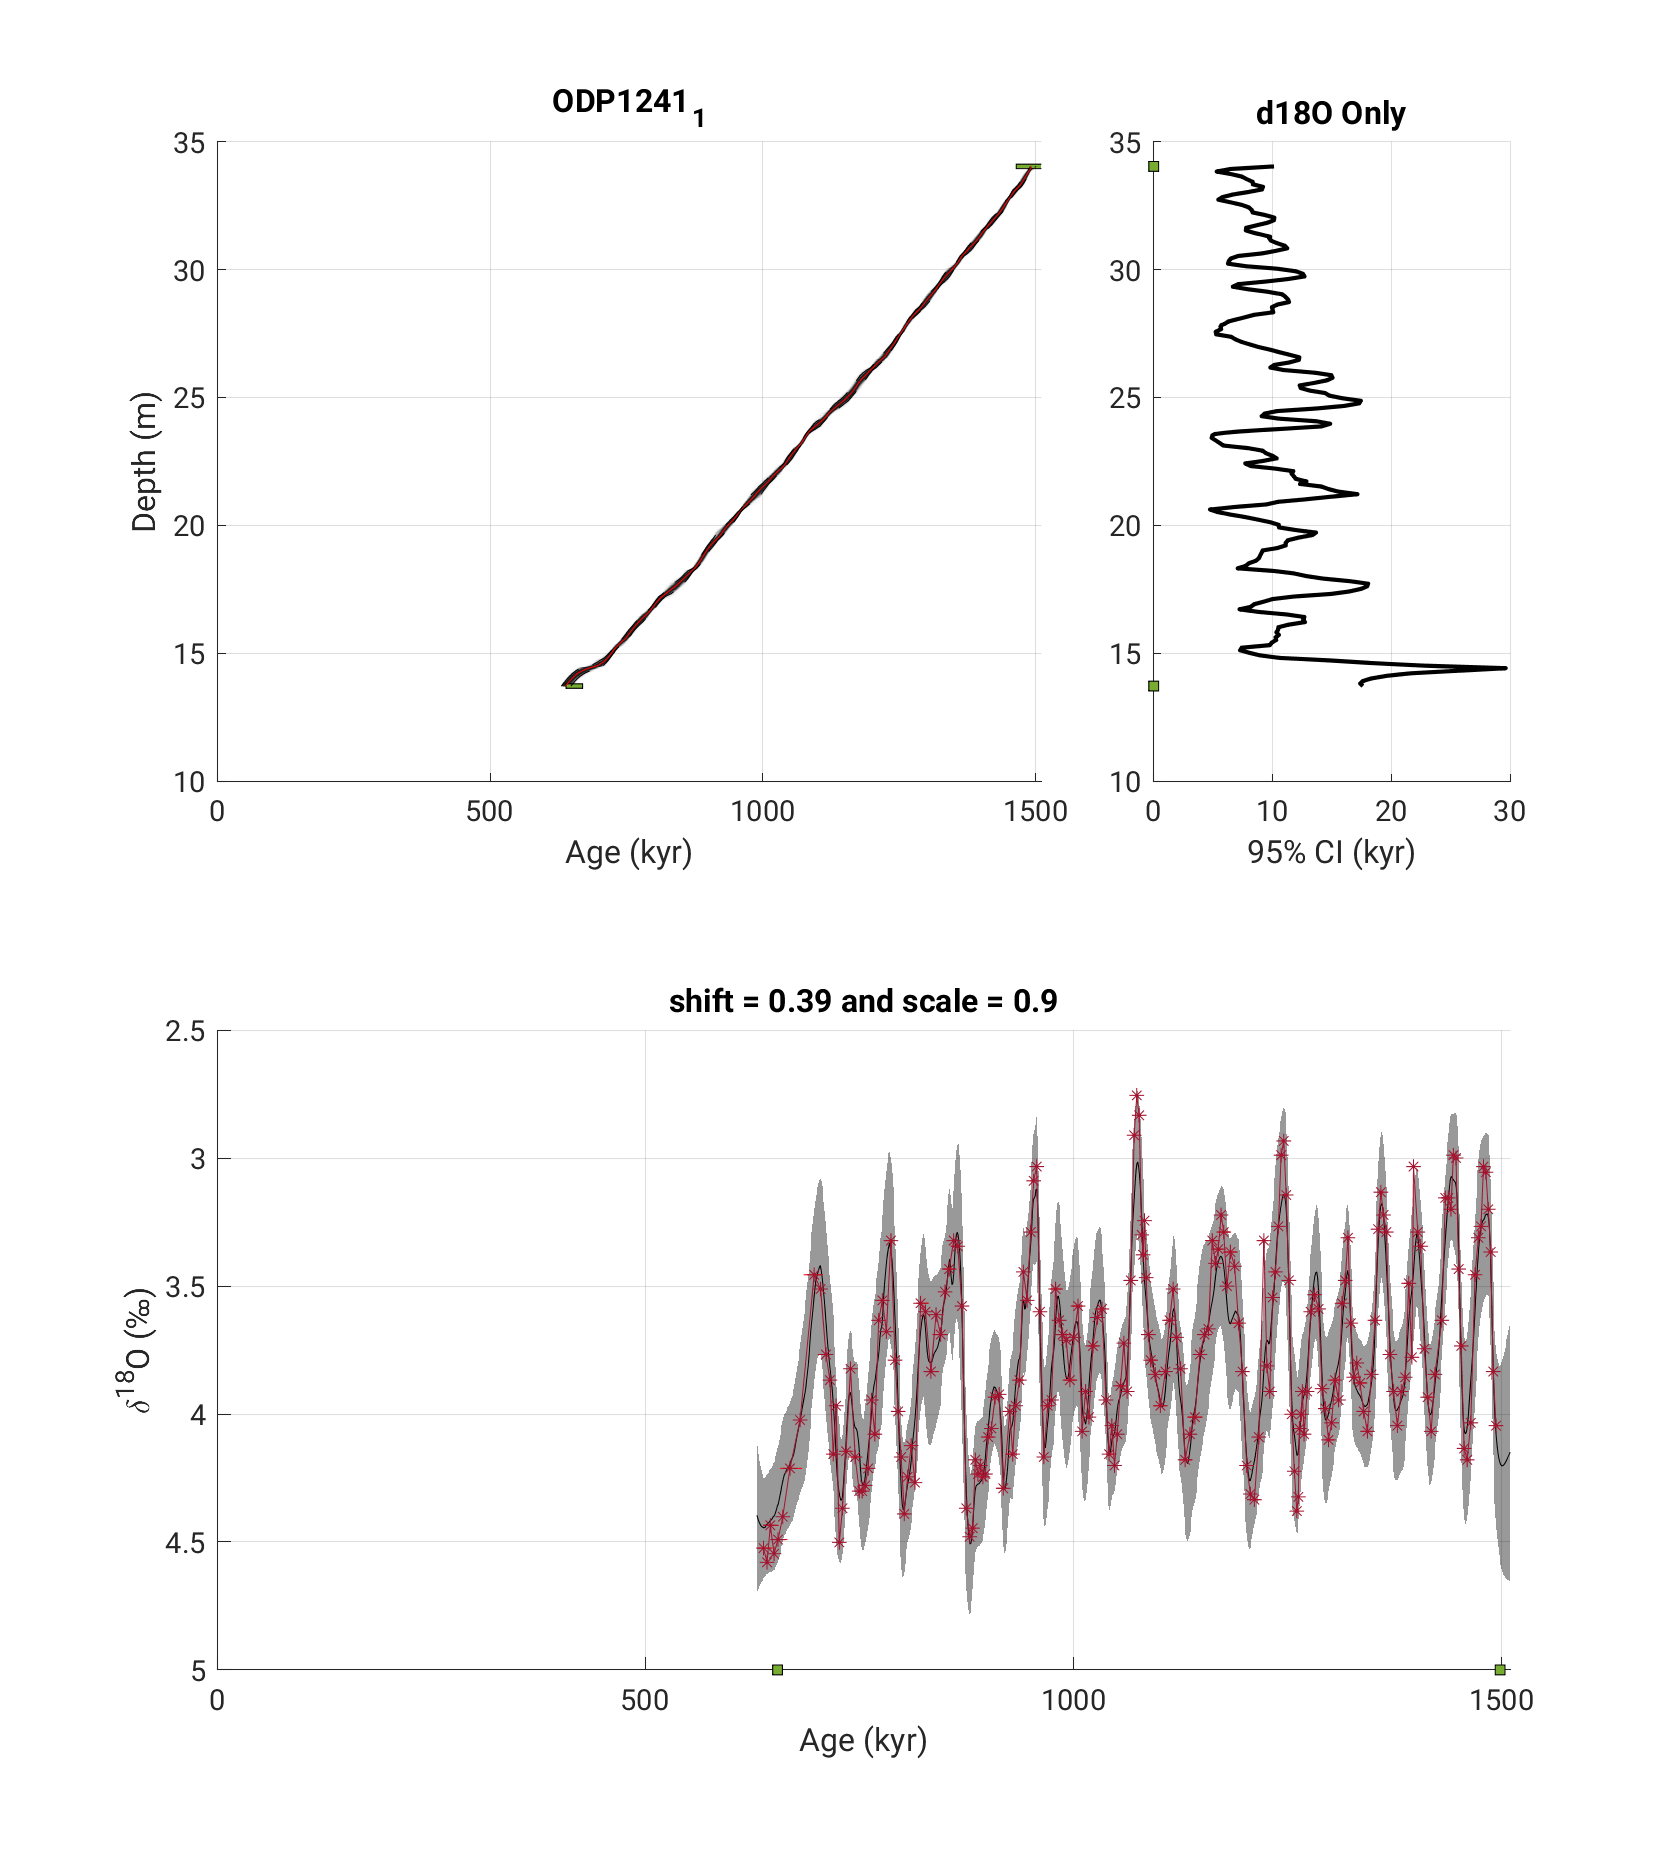 ODP1241₁
35
30
25
20
15
10
Depth (m)
0 500 1000 1500
Age (kyr)
d18O Only
35
30
25
20
15
10
0 10 20 30
95% CI (kyr)
shift = 0.39 and scale = 0.9
2.5
3
3.5
4
4.5
5
δ¹⁸O (‰)
0 500 1000 1500
Age (kyr)